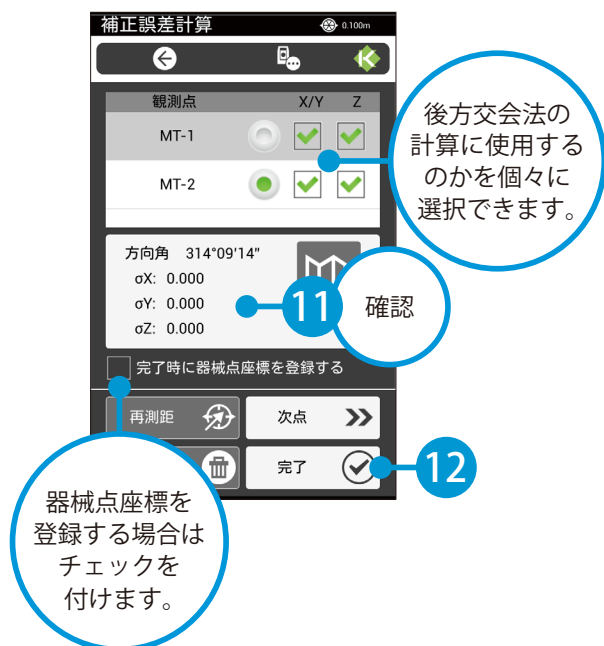 補正誤差計算 0.100m
観測点 X/Y Z
MT-1
MT-2
後方交会法の
計算に使用する
のかを個々に
選択できます。
方向角 314°09'14"
σX: 0.000
σY: 0.000
σZ: 0.000
11 確認
完了時に器械点座標を登録する
再測距 次点
完了 12
器械点座標を
登録する場合は
チェックを
付けます。